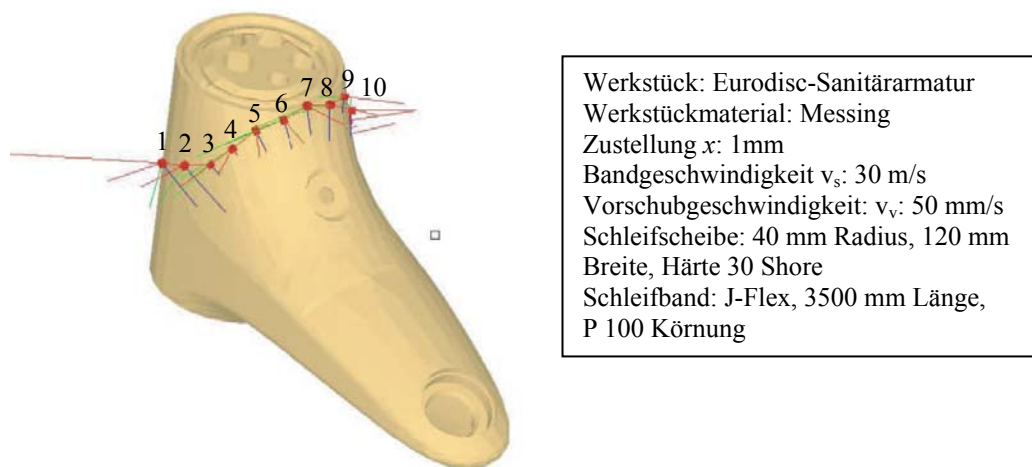 1 2 3 4 5 6 7 8 9 10
Werkstück: Eurodisc-Sanitärarmatur
Werkstückmaterial: Messing
Zustellung x: 1mm
Bandgeschwindigkeit vs: 30 m/s
Vorschubgeschwindigkeit: vv: 50 mm/s
Schleifscheibe: 40 mm Radius, 120 mm
Breite, Härte 30 Shore
Schleifband: J-Flex, 3500 mm Länge,
P 100 Körnung